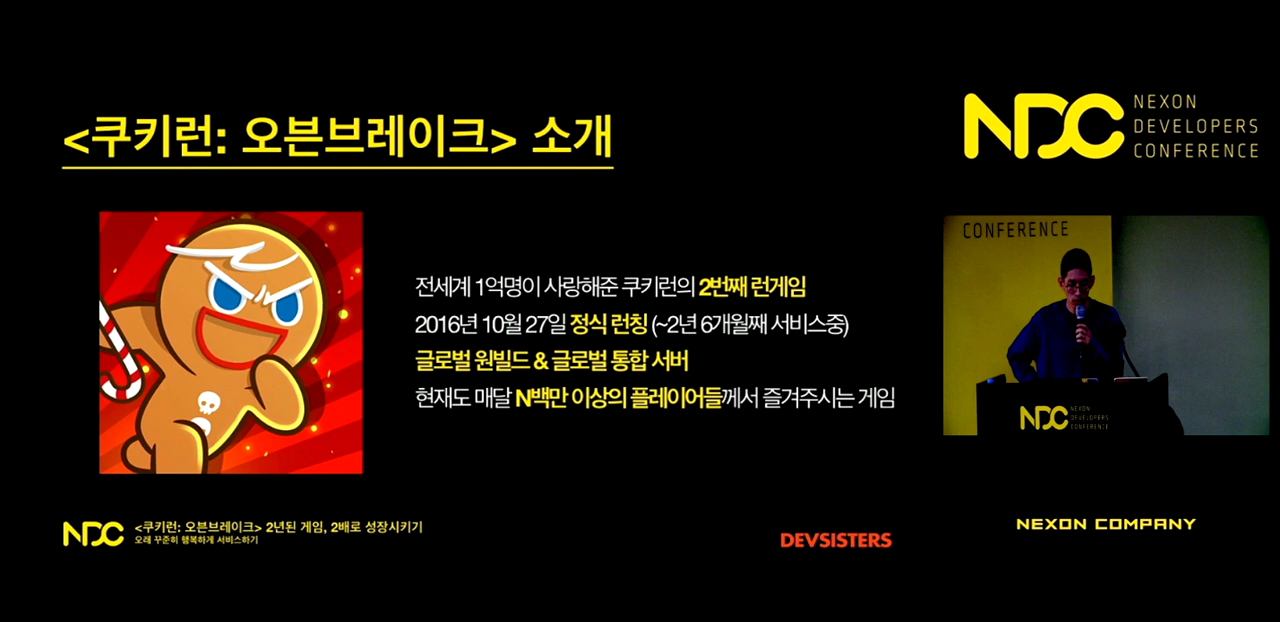 <쿠키런: 오븐브레이크> 소개
NDC
NEXON
DEVELOPERS
CONFERENCE
CONFERENCE
전세계 1억명이 사랑해준 쿠키런의 2번째 런게임
2016년 10월 27일 정식 런칭 (~2년 6개월째 서비스중)
글로벌 원빌드 & 글로벌 통합 서버
현재도 매달 N백만 이상의 플레이어들께서 즐겨주시는 게임
NDC
NEXON
DEVELOPERS
CONFERENCE
NDC
<쿠키런: 오븐브레이크> 2년된 게임, 2배로 성장시키기
오래 꾸준히 행복하게 서비스하기
DEVSISTERS
NEXON COMPANY